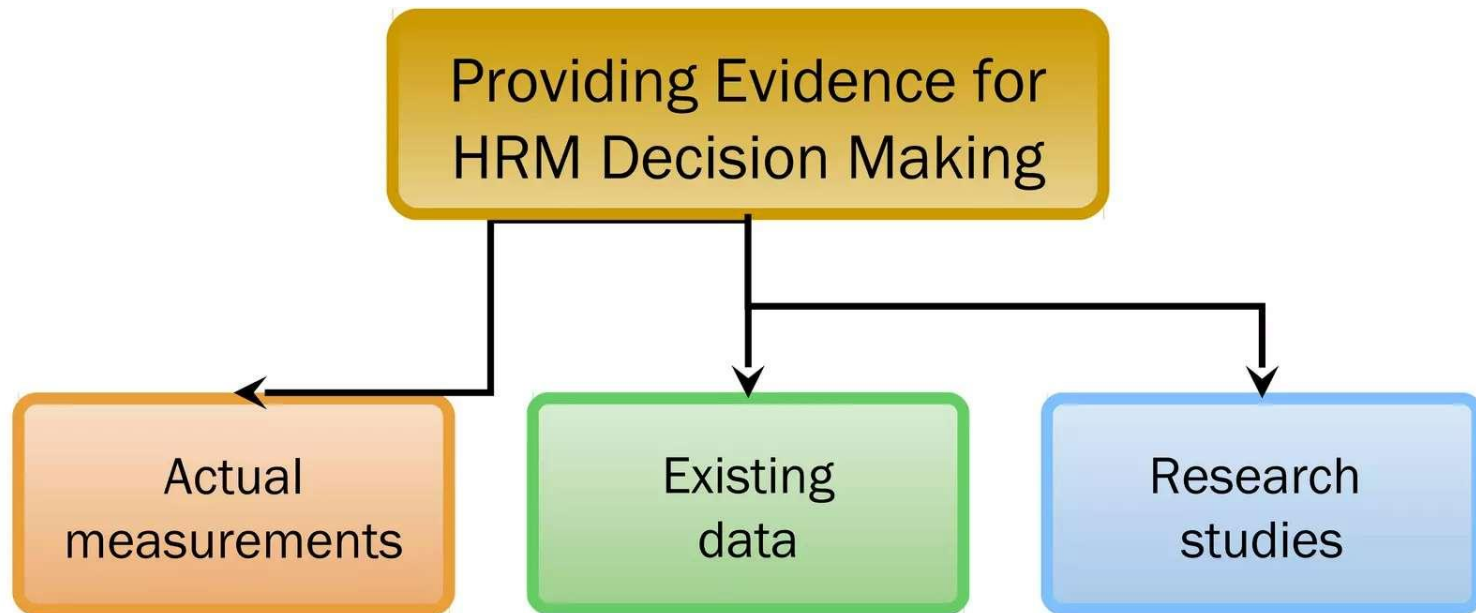 Providing Evidence for
HRM Decision Making
Actual
measurements
Existing
data
Research
studies